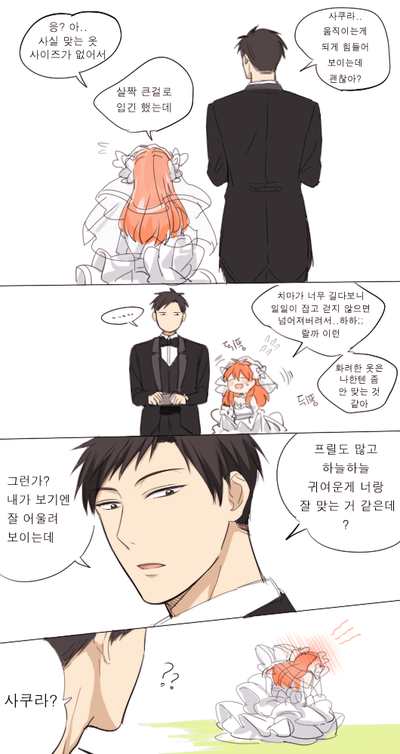 사쿠라..
움직이는게
되게 힘들어
보이는데
괜찮아?
응? 아..
사실 맞는 옷
사이즈가 없어서
살짝 큰걸로
입긴 했는데
.....
치마가 너무 길다보니
일일이 잡고 걷지 않으면
넘어져버려서..하하;;
랄까 이런
화려한 옷은
나한텐 좀
안 맞는 것
같아
뒤뚱
뒤뚱
프릴도 많고
하늘하늘
귀여운게 너랑
잘 맞는 거 같은데
?
그런가?
내가 보기엔
잘 어울려
보이는데
사쿠라?
??